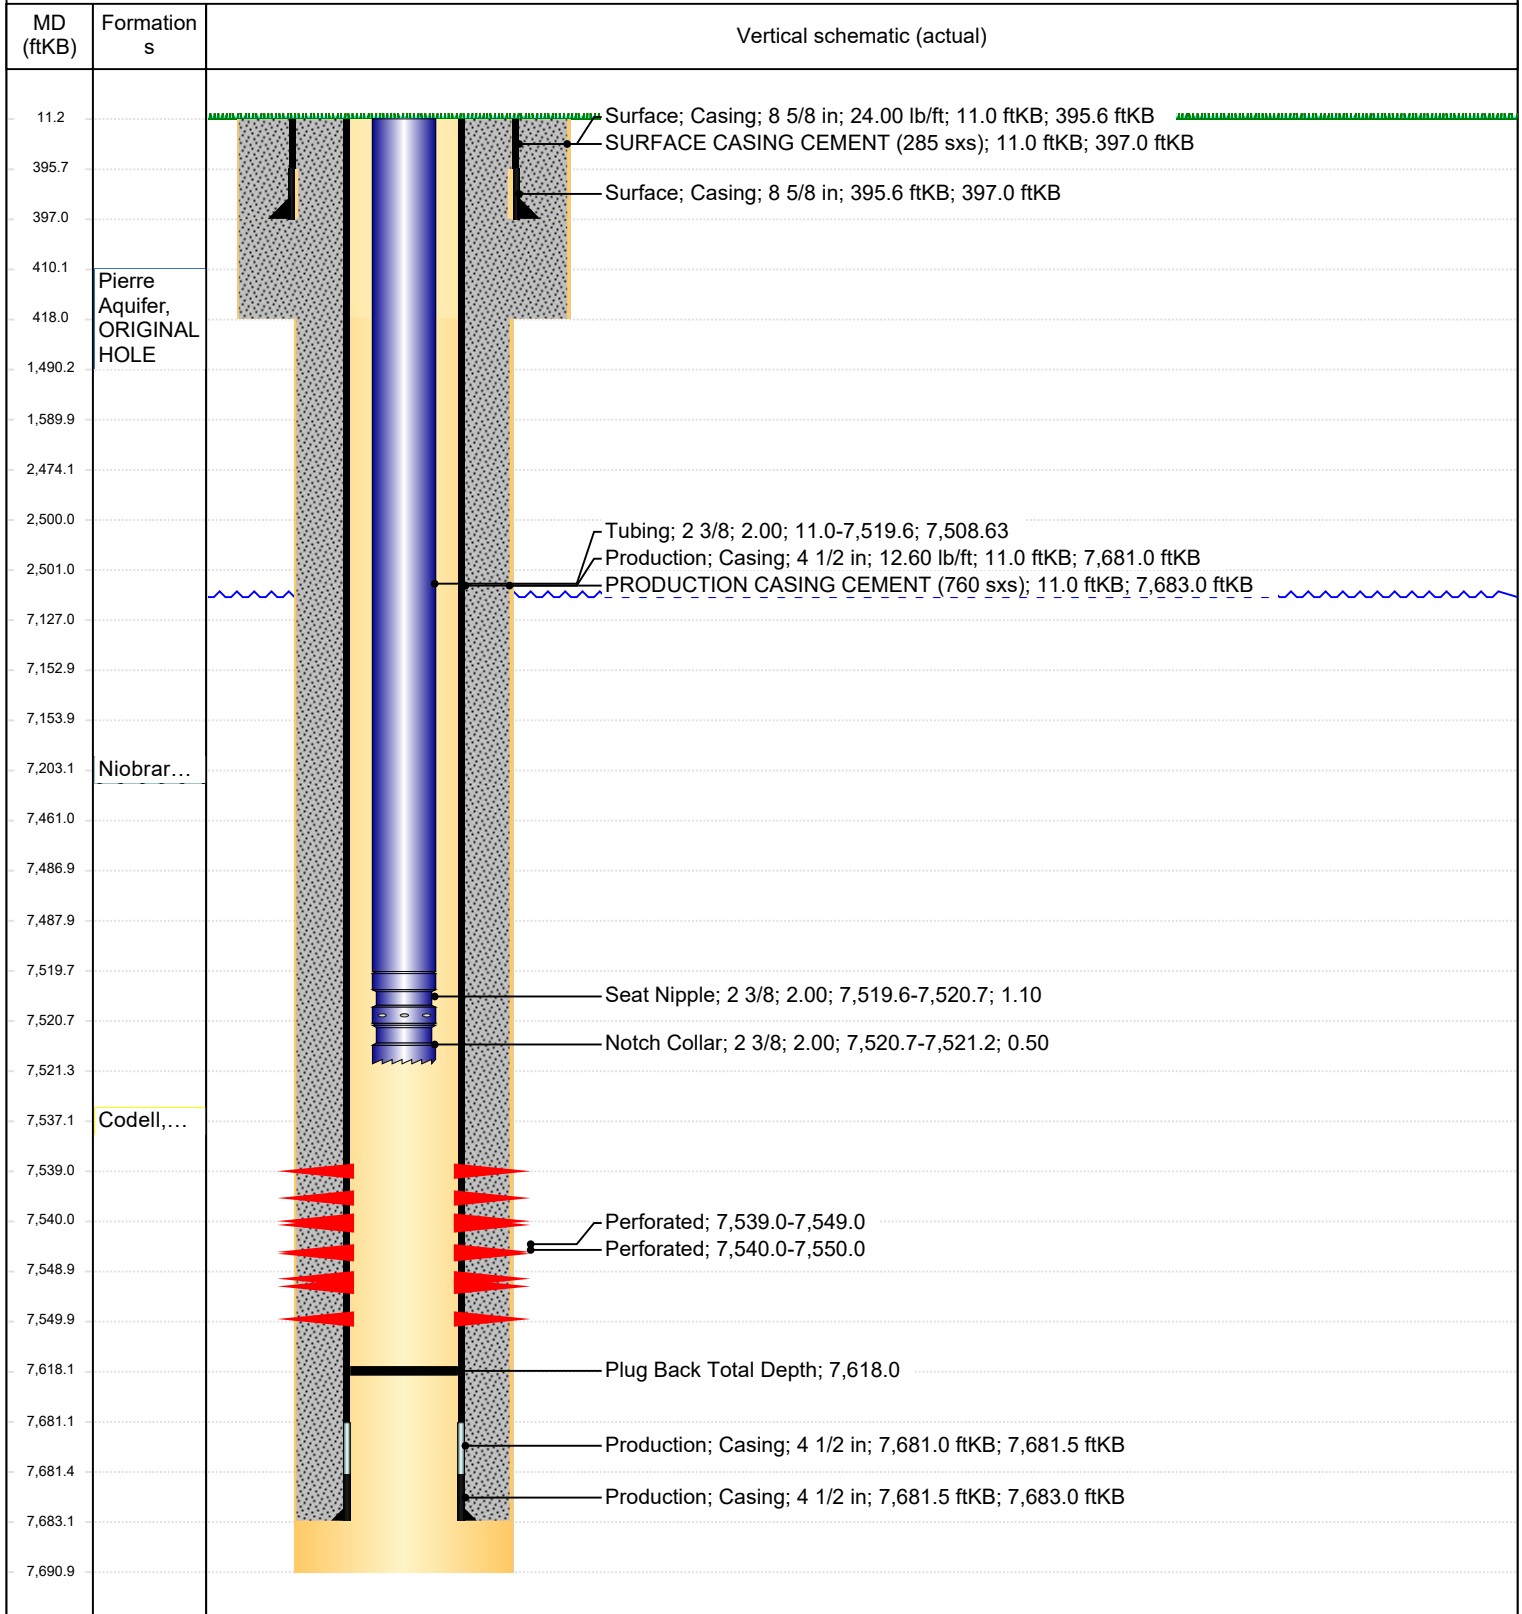 MD
(ftKB)
Formation
s
Vertical schematic (actual)
11.2
Surface; Casing; 8 5/8 in; 24.00 lb/ft; 11.0 ftKB; 395.6 ftKB
SURFACE CASING CEMENT (285 sxs); 11.0 ftKB; 397.0 ftKB
395.7
Surface; Casing; 8 5/8 in; 395.6 ftKB; 397.0 ftKB
397.0
410.1
Pierre
Aquifer,
ORIGINAL
HOLE
418.0
1,490.2
1,589.9
2,474.1
2,500.0
Tubing; 2 3/8; 2.00; 11.0-7,519.6; 7,508.63
Production; Casing; 4 1/2 in; 12.60 lb/ft; 11.0 ftKB; 7,681.0 ftKB
2,501.0
PRODUCTION CASING CEMENT (760 sxs); 11.0 ftKB; 7,683.0 ftKB
7,127.0
7,152.9
7,153.9
7,203.1
Niobrar…
7,461.0
7,486.9
7,487.9
7,519.7
Seat Nipple; 2 3/8; 2.00; 7,519.6-7,520.7; 1.10
7,520.7
Notch Collar; 2 3/8; 2.00; 7,520.7-7,521.2; 0.50
7,521.3
7,537.1
Codell,…
7,539.0
7,540.0
Perforated; 7,539.0-7,549.0
Perforated; 7,540.0-7,550.0
7,548.9
7,549.9
7,618.1
Plug Back Total Depth; 7,618.0
7,681.1
Production; Casing; 4 1/2 in; 7,681.0 ftKB; 7,681.5 ftKB
7,681.4
Production; Casing; 4 1/2 in; 7,681.5 ftKB; 7,683.0 ftKB
7,683.1
7,690.9